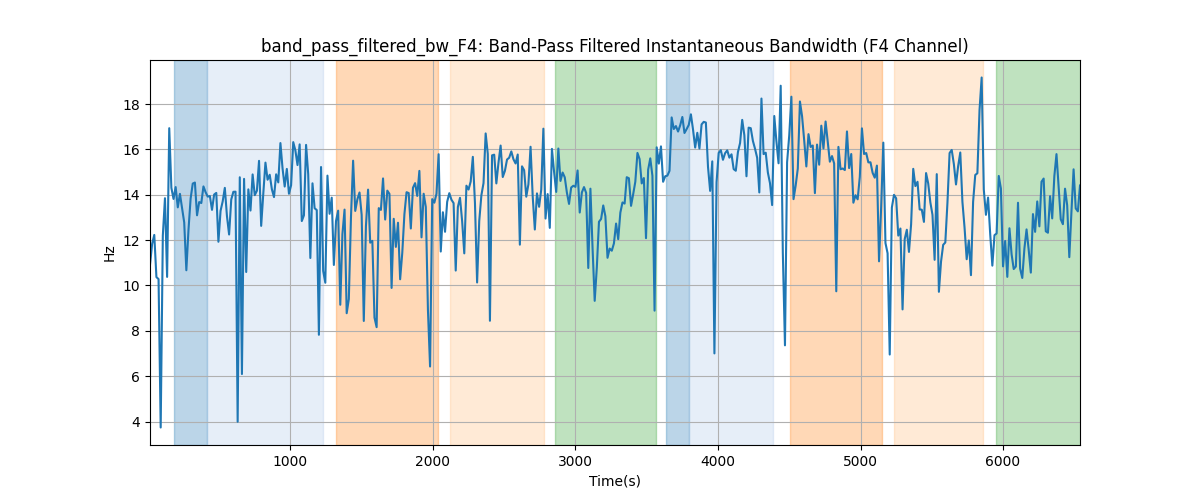 band_pass_filtered_bw_F4: Band-Pass Filtered Instantaneous Bandwidth (F4 Channel)
18
16
14
12
10
8
6
4
Hz
1000 2000 3000 4000 5000 6000
Time(s)